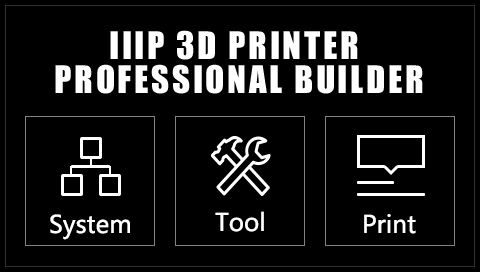 IIIP 3D PRINTER
PROFESSIONAL BUILDER
System
Tool
Print